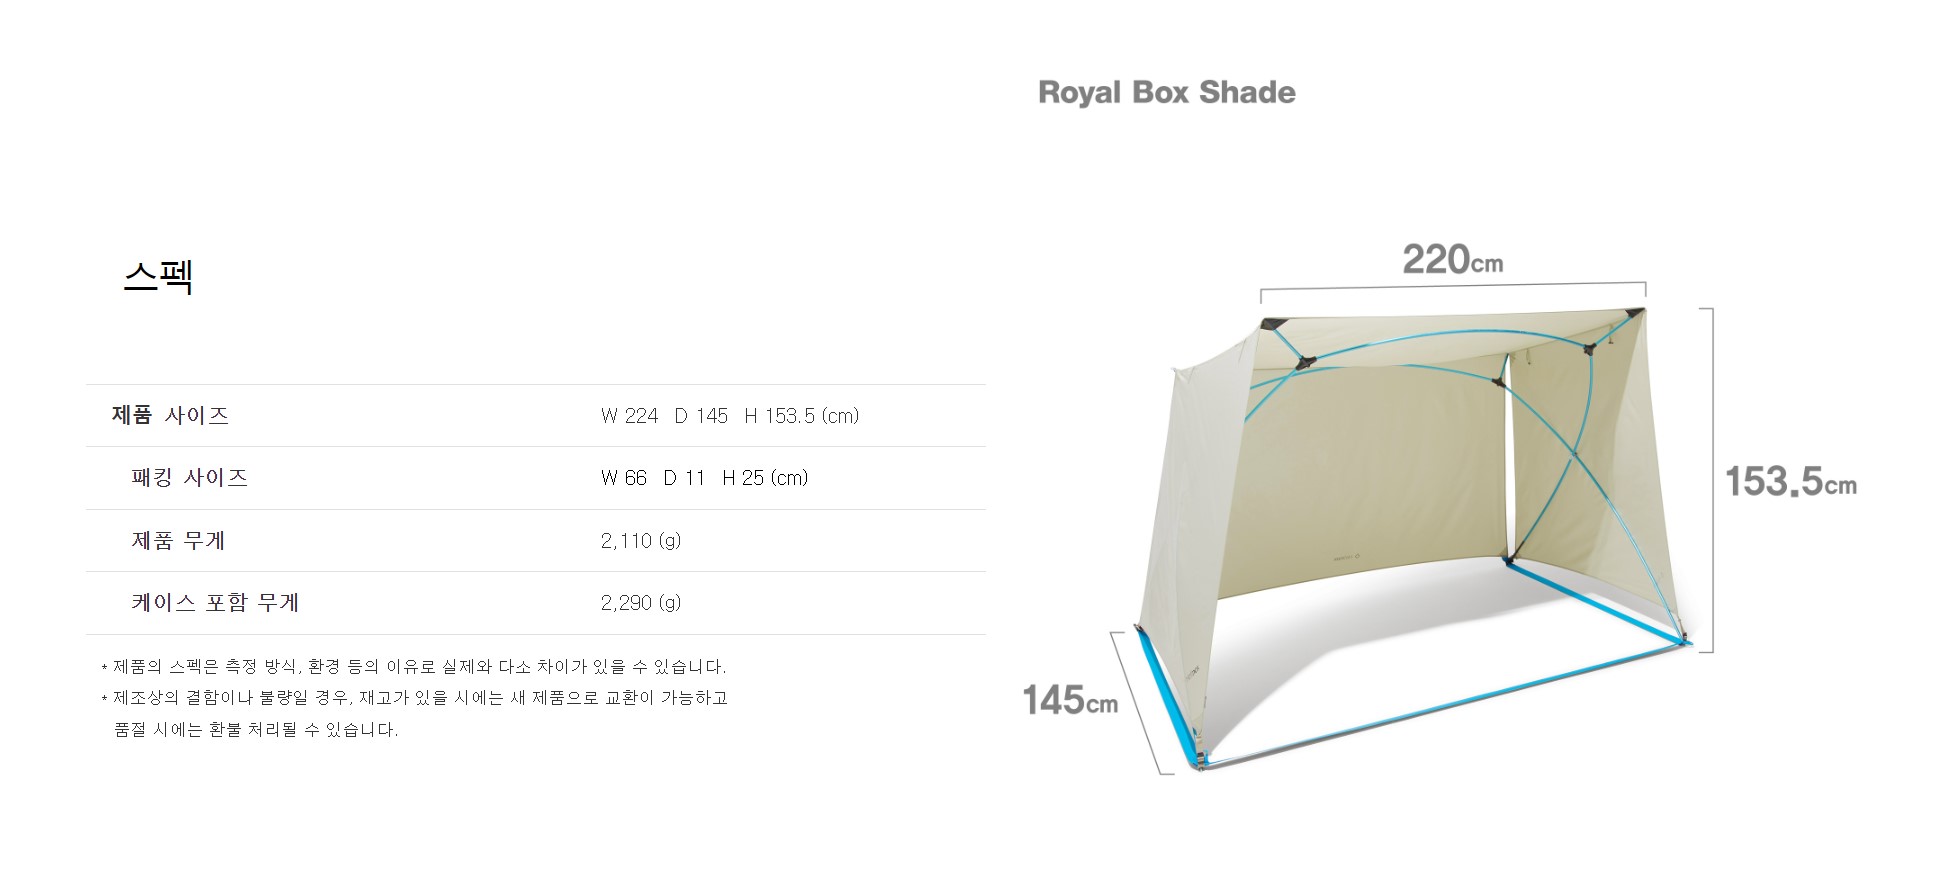 Royal Box Shade
스펙
제품 사이즈 W 224 D 145 H 153.5 (cm)
패킹 사이즈 W 66 D 11 H 25 (cm)
제품 무게 2,110 (g)
케이스 포함 무게 2,290 (g)
* 제품의 스펙은 측정 방식, 환경 등의 이유로 실제와 다소 차이가 있을 수 있습니다.
* 제조상의 결함이나 불량일 경우, 재고가 있을 시에는 새 제품으로 교환이 가능하고
품절 시에는 환불 처리될 수 있습니다.
220cm
153.5cm
145cm